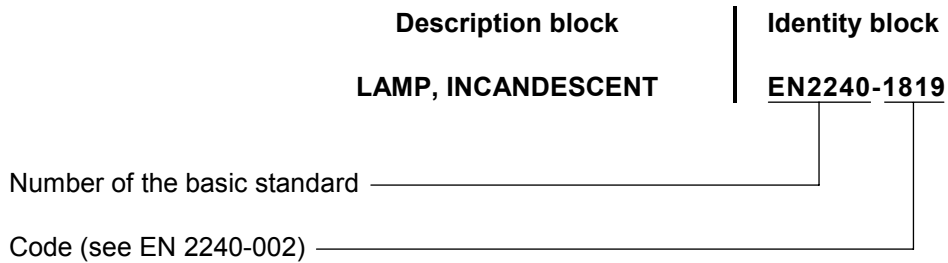 Description block Identity block
LAMP, INCANDESCENT EN2240-1819
Number of the basic standard
Code (see EN 2240-002)